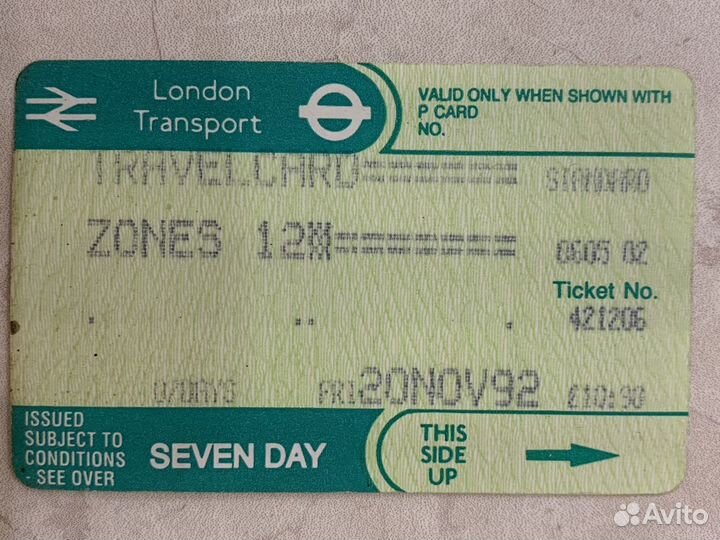 London
Transport
VALID ONLY WHEN SHOWN WITH
P CARD
NO.
TRAVELCARD===== STANDARD
ZONES 12 ======= 0605 02
Ticket No.
421206
07DAYS FRI 20NOV92 £10:90
ISSUED
SUBJECT TO
CONDITIONS
- SEE OVER
SEVEN DAY
THIS
SIDE
UP
Avito